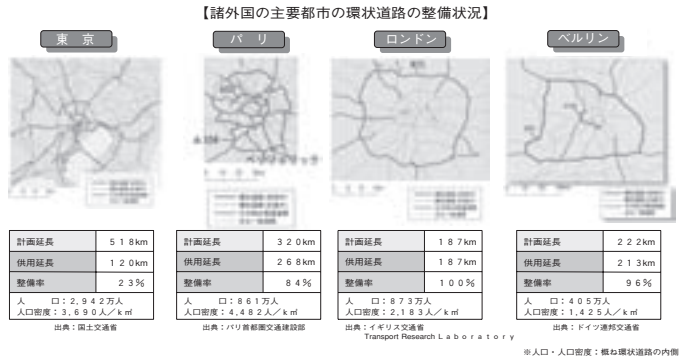 【諸外国の主要都市の環状道路の整備状況】
東 京
パ リ
ロンドン
ベルリン
計画延長 518km
供用延長 120km
整備率 23%
人　口：2,942万人
人口密度：3,690人／k㎡
出典：国土交通省
計画延長 320km
供用延長 268km
整備率 84%
人　口：861万人
人口密度：4,482人／k㎡
出典：パリ首都圏交通建設部
計画延長 187km
供用延長 187km
整備率 100%
人　口：873万人
人口密度：2,183人／k㎡
出典：イギリス交通省
Transport Research Laboratory
計画延長 222km
供用延長 213km
整備率 96%
人　口：405万人
人口密度：1,425人／k㎡
出典：ドイツ連邦交通省
※人口・人口密度：概ね環状道路の内側